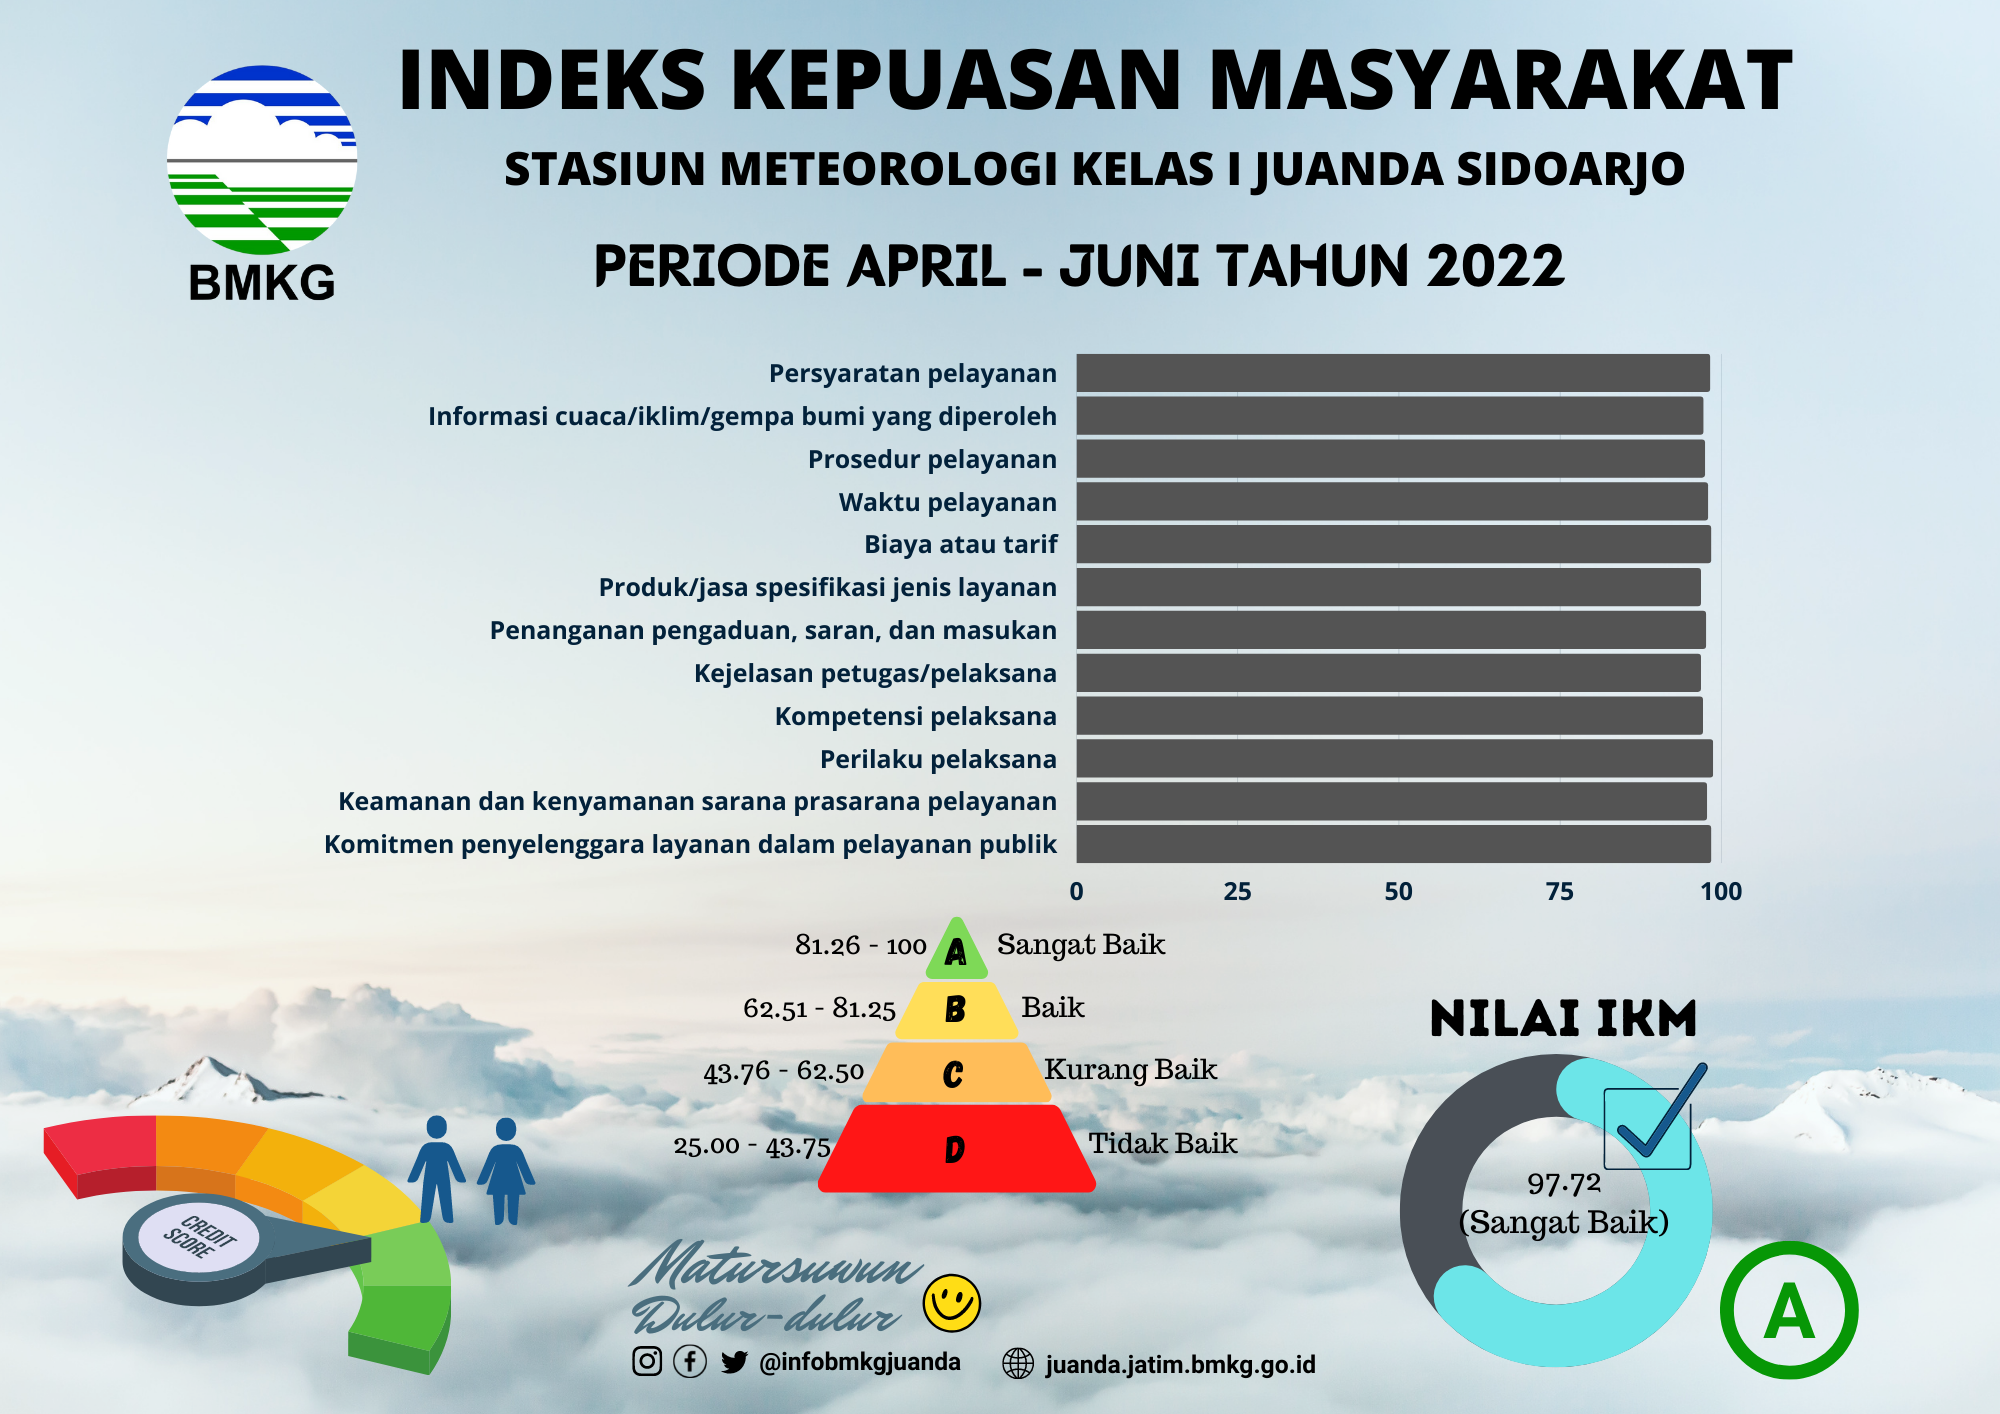 INDEKS KEPUASAN MASYARAKAT
STASIUN METEOROLOGI KELAS I JUANDA SIDOARJO
PERIODE APRIL - JUNI TAHUN 2022
BMKG
Persyaratan pelayanan
Informasi cuaca/iklim/gempa bumi yang diperoleh
Prosedur pelayanan
Waktu pelayanan
Biaya atau tarif
Produk/jasa spesifikasi jenis layanan
Penanganan pengaduan, saran, dan masukan
Kejelasan petugas/pelaksana
Kompetensi pelaksana
Perilaku pelaksana
Keamanan dan kenyamanan sarana prasarana pelayanan
Komitmen penyelenggara layanan dalam pelayanan publik
0 25 50 75 100
81.26 - 100 A Sangat Baik
62.51 - 81.25 B Baik
43.76 - 62.50 C Kurang Baik
25.00 - 43.75 D Tidak Baik
CREDIT
SCORE
NILAI IKM
97.72
(Sangat Baik)
A
Matursuwun
Dulur-dulur
@infobmkgjuanda
juanda.jatim.bmkg.go.id